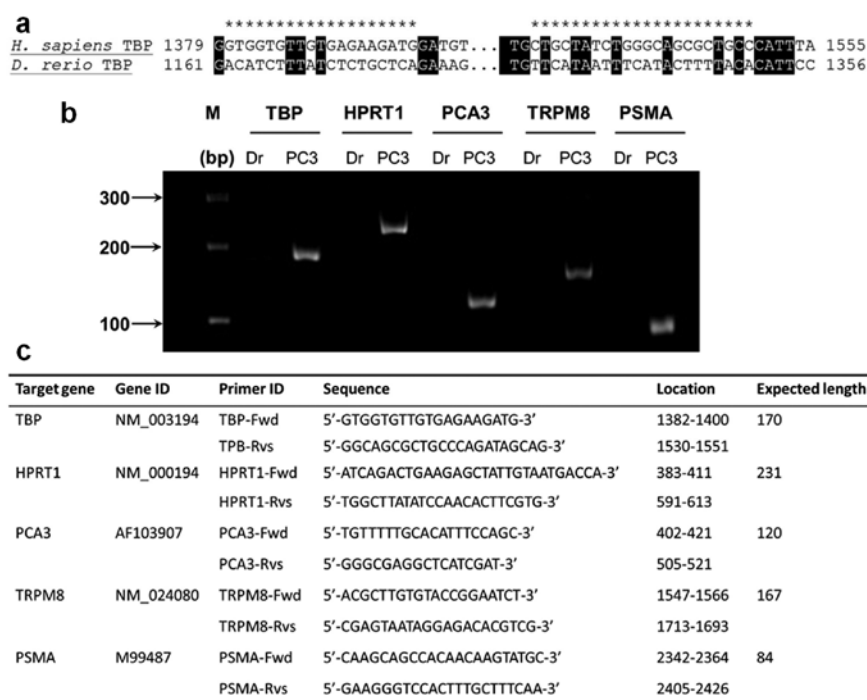 a
******************* **********************
H. sapiens TBP 1379 GGTGGTGTTGTGAGAAGATGGATGT... TGCTGCTATCTGGGCAGCGCTGCCCATTTA 1555
D. rerio TBP 1161 GACATCTTTATCTCTGCTCAGAAAG... TGTTCATAATTTCATACTTTTACACATTCC 1356
b M TBP HPRT1 PCA3 TRPM8 PSMA
(bp) Dr PC3 Dr PC3 Dr PC3 Dr PC3 Dr PC3
300
200
100
c
Target gene Gene ID Primer ID Sequence Location Expected length
TBP NM_003194 TBP-Fwd 5’-GTGGTGTTGTGAGAAGATG-3’ 1382-1400 170
TPB-Rvs 5’-GGCAGCGCTGCCCAGATAGCAG-3’ 1530-1551
HPRT1 NM_000194 HPRT1-Fwd 5’-ATCAGACTGAAGAGCTATTGTAATGACCA-3’ 383-411 231
HPRT1-Rvs 5’-TGGCTTATATCCAACACTTCGTG-3’ 591-613
PCA3 AF103907 PCA3-Fwd 5’-TGTTTTTGCACATTTCCAGC-3’ 402-421 120
PCA3-Rvs 5’-GGGCGAGGCTCATCGAT-3’ 505-521
TRPM8 NM_024080 TRPM8-Fwd 5’-ACGCTTGTGTACCGGAATCT-3’ 1547-1566 167
TRPM8-Rvs 5’-CGAGTAATAGGAGACACGTCG-3’ 1713-1693
PSMA M99487 PSMA-Fwd 5’-CAAGCAGCCACAACAAGTATGC-3’ 2342-2364 84
PSMA-Rvs 5’-GAAGGGTCCACTTTGCTTTCAA-3’ 2405-2426